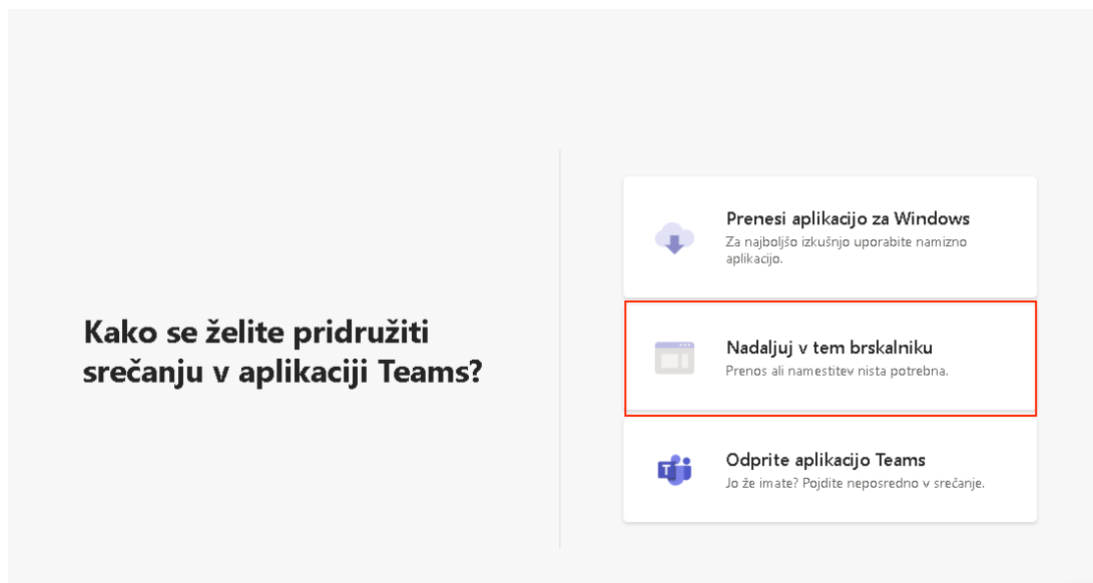 Kako se želite pridružiti
srečanju v aplikaciji Teams?
Prenesi aplikacijo za Windows
Za najboljšo izkušnjo uporabite namizno
aplikacijo.
Nadaljuj v tem brskalniku
Prenos ali namestitev nista potrebna.
Odprite aplikacijo Teams
Jo že imate? Pojdite neposredno v srečanje.